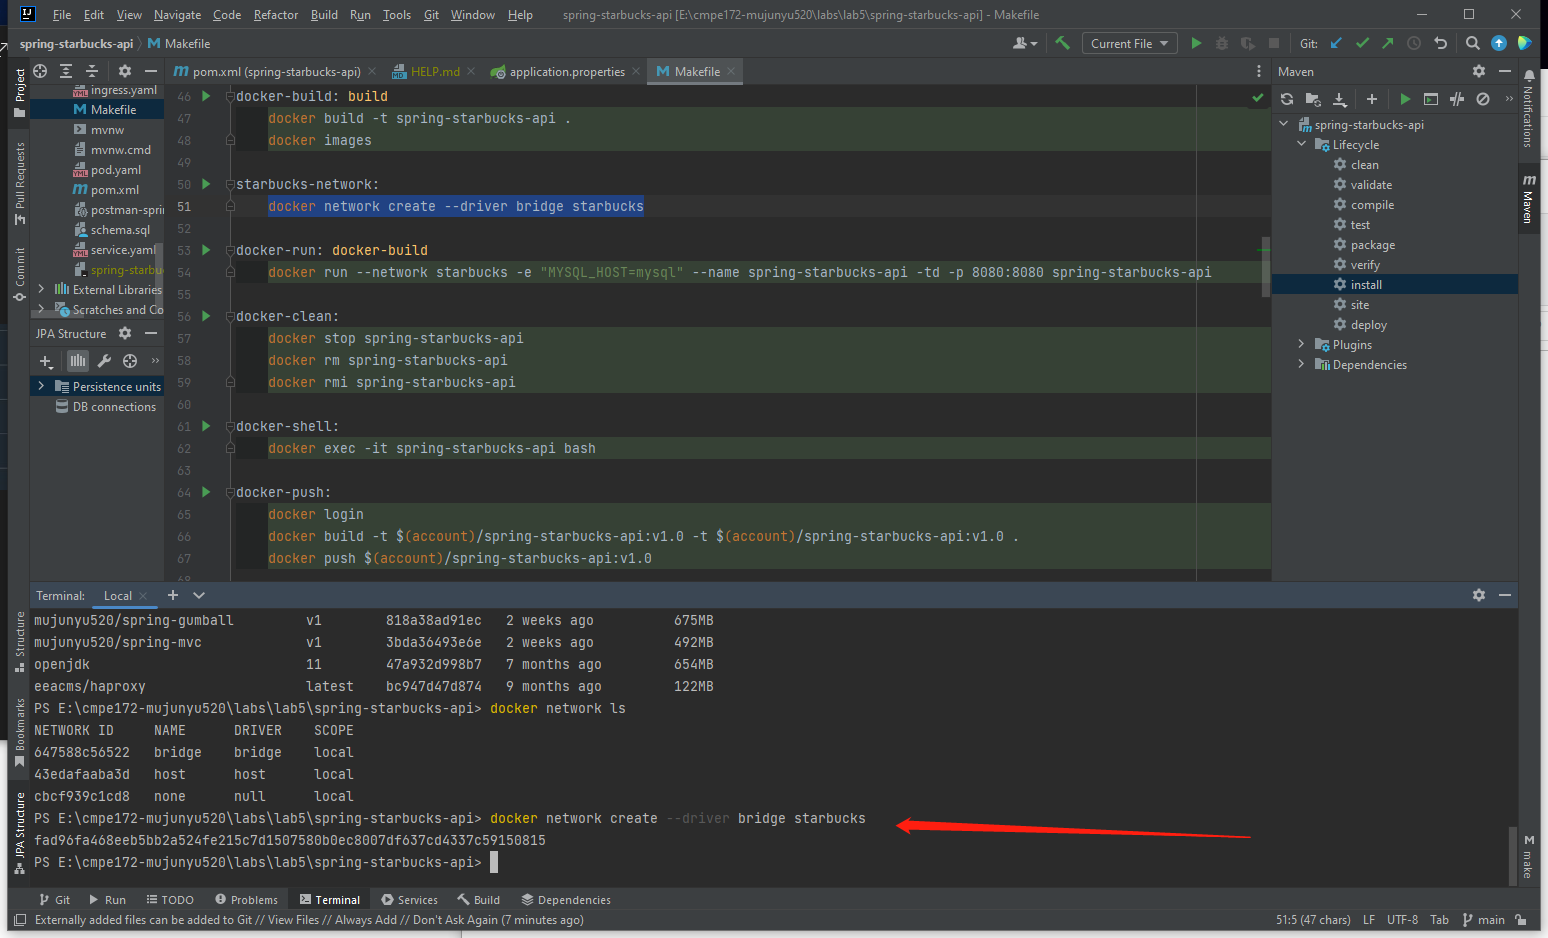 File Edit View Navigate Code Refactor Build Run Tools Git Window Help spring-starbucks-api [E:\cmpe172-mujunyu520\labs\lab5\spring-starbucks-api] - Makefile
spring-starbucks-api Makefile Current File Git:
Project
Pull Requests
Commit
Structure
Bookmarks
JPA Structure
pom.xml (spring-starbucks-api) HELP.md application.properties Makefile
ingress.yaml
Makefile
mvnw
mvnw.cmd
pod.yaml
pom.xml
postman-spri
schema.sql
service.yaml
spring-starbu
External Libraries
Scratches and Co
JPA Structure
Persistence units
DB connections
46 docker-build: build
47 docker build -t spring-starbucks-api .
48 docker images
49
50 starbucks-network:
51 docker network create --driver bridge starbucks
52
53 docker-run: docker-build
54 docker run --network starbucks -e "MYSQL_HOST=mysql" --name spring-starbucks-api -td -p 8080:8080 spring-starbucks-api
55
56 docker-clean:
57 docker stop spring-starbucks-api
58 docker rm spring-starbucks-api
59 docker rmi spring-starbucks-api
60
61 docker-shell:
62 docker exec -it spring-starbucks-api bash
63
64 docker-push:
65 docker login
66 docker build -t $(account)/spring-starbucks-api:v1.0 -t $(account)/spring-starbucks-api:v1.0 .
67 docker push $(account)/spring-starbucks-api:v1.0
68
Maven
spring-starbucks-api
Lifecycle
clean
validate
compile
test
package
verify
install
site
deploy
Plugins
Dependencies
Notifications
Maven
make
Terminal: Local
mujunyu520/spring-gumball v1 818a38ad91ec 2 weeks ago 675MB
mujunyu520/spring-mvc v1 3bda36493e6e 2 weeks ago 492MB
openjdk 11 47a932d998b7 7 months ago 654MB
eeacms/haproxy latest bc947d47d874 9 months ago 122MB
PS E:\cmpe172-mujunyu520\labs\lab5\spring-starbucks-api> docker network ls
NETWORK ID NAME DRIVER SCOPE
647588c56522 bridge bridge local
43edafaaba3d host host local
cbcf939c1cd8 none null local
PS E:\cmpe172-mujunyu520\labs\lab5\spring-starbucks-api> docker network create --driver bridge starbucks
fad96fa468eeb5bb2a524fe215c7d1507580b0ec8007df637cd4337c59150815
PS E:\cmpe172-mujunyu520\labs\lab5\spring-starbucks-api>
Git Run TODO Problems Terminal Services Build Dependencies
Externally added files can be added to Git // View Files // Always Add // Don't Ask Again (7 minutes ago) 51:5 (47 chars) LF UTF-8 Tab main